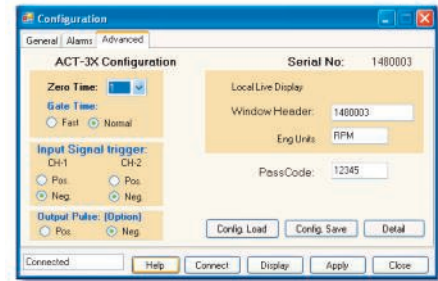 Configuration
General Alarms Advanced
ACT-3X Configuration
Serial No: 1480003
Zero Time: 1
Gate Time:
Fast Normal
Input Signal trigger:
CH-1 CH-2
Pos. Pos.
Neg. Neg.
Output Pulse: (Option)
Pos. Neg.
Local Live Display
Window Header: 1480003
Eng Units RPM
PassCode: 12345
Config. Load Config. Save Detail
Connected Help Connect Display Apply Close